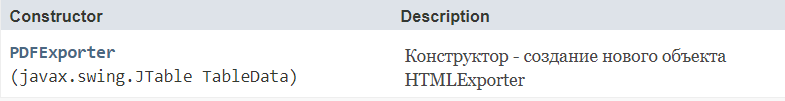 Constructor Description
PDFExporter
(javax.swing.JTable TableData)
Конструктор - создание нового объекта
HTMLExporter